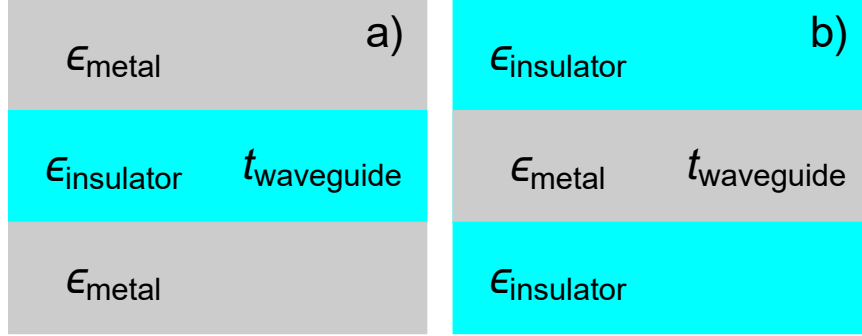 a)
ϵmetal
ϵinsulator twaveguide
ϵmetal
b)
ϵinsulator
ϵmetal twaveguide
ϵinsulator